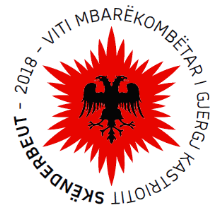 2018 - VITI MBARËKOMBËTAR I GJERGJ KASTRIOTIT SKËNDERBEUT -